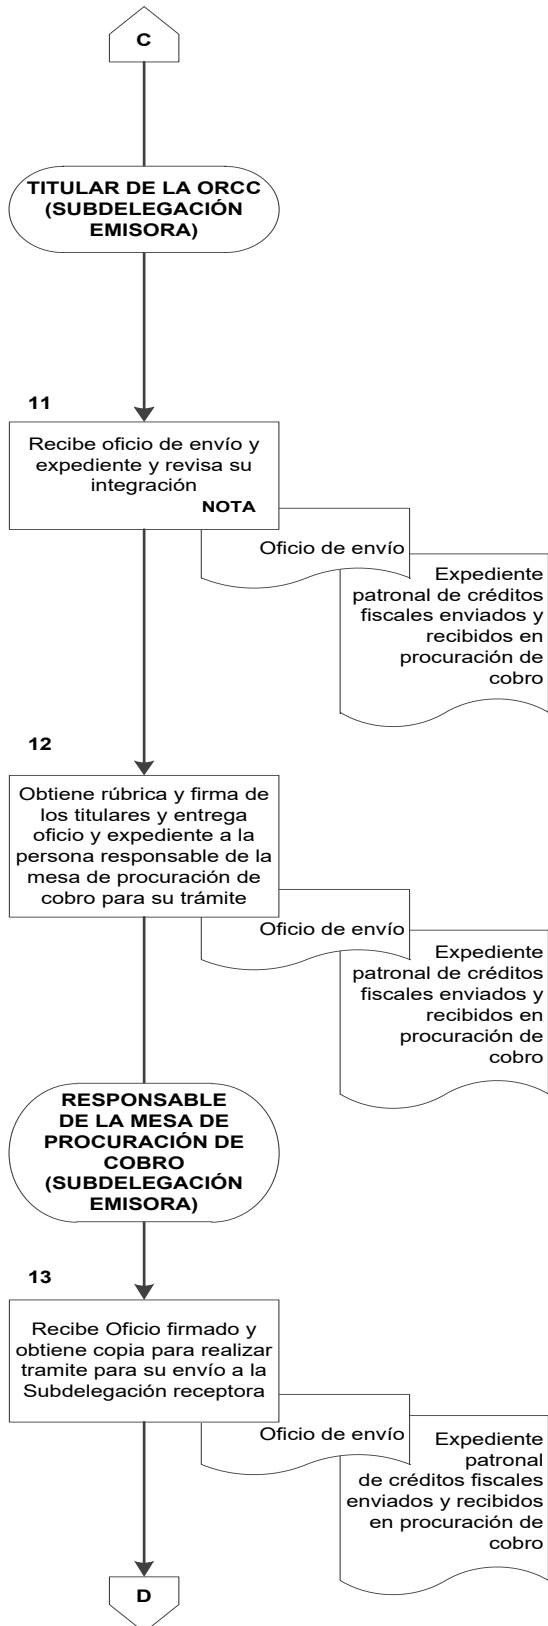 C
TITULAR DE LA ORCC
(SUBDELEGACIÓN
EMISORA)
11
Recibe oficio de envío y
expediente y revisa su
integración
NOTA
Oficio de envío
Expediente
patronal de créditos
fiscales enviados y
recibidos en
procuración de
cobro
12
Obtiene rúbrica y firma de
los titulares y entrega
oficio y expediente a la
persona responsable de la
mesa de procuración de
cobro para su trámite
Oficio de envío
Expediente
patronal de créditos
fiscales enviados y
recibidos en
procuración de
cobro
RESPONSABLE
DE LA MESA DE
PROCURACIÓN DE
COBRO
(SUBDELEGACIÓN
EMISORA)
13
Recibe Oficio firmado y
obtiene copia para realizar
tramite para su envío a la
Subdelegación receptora
Oficio de envío
Expediente
patronal
de créditos fiscales
enviados y recibidos
en procuración de
cobro
D